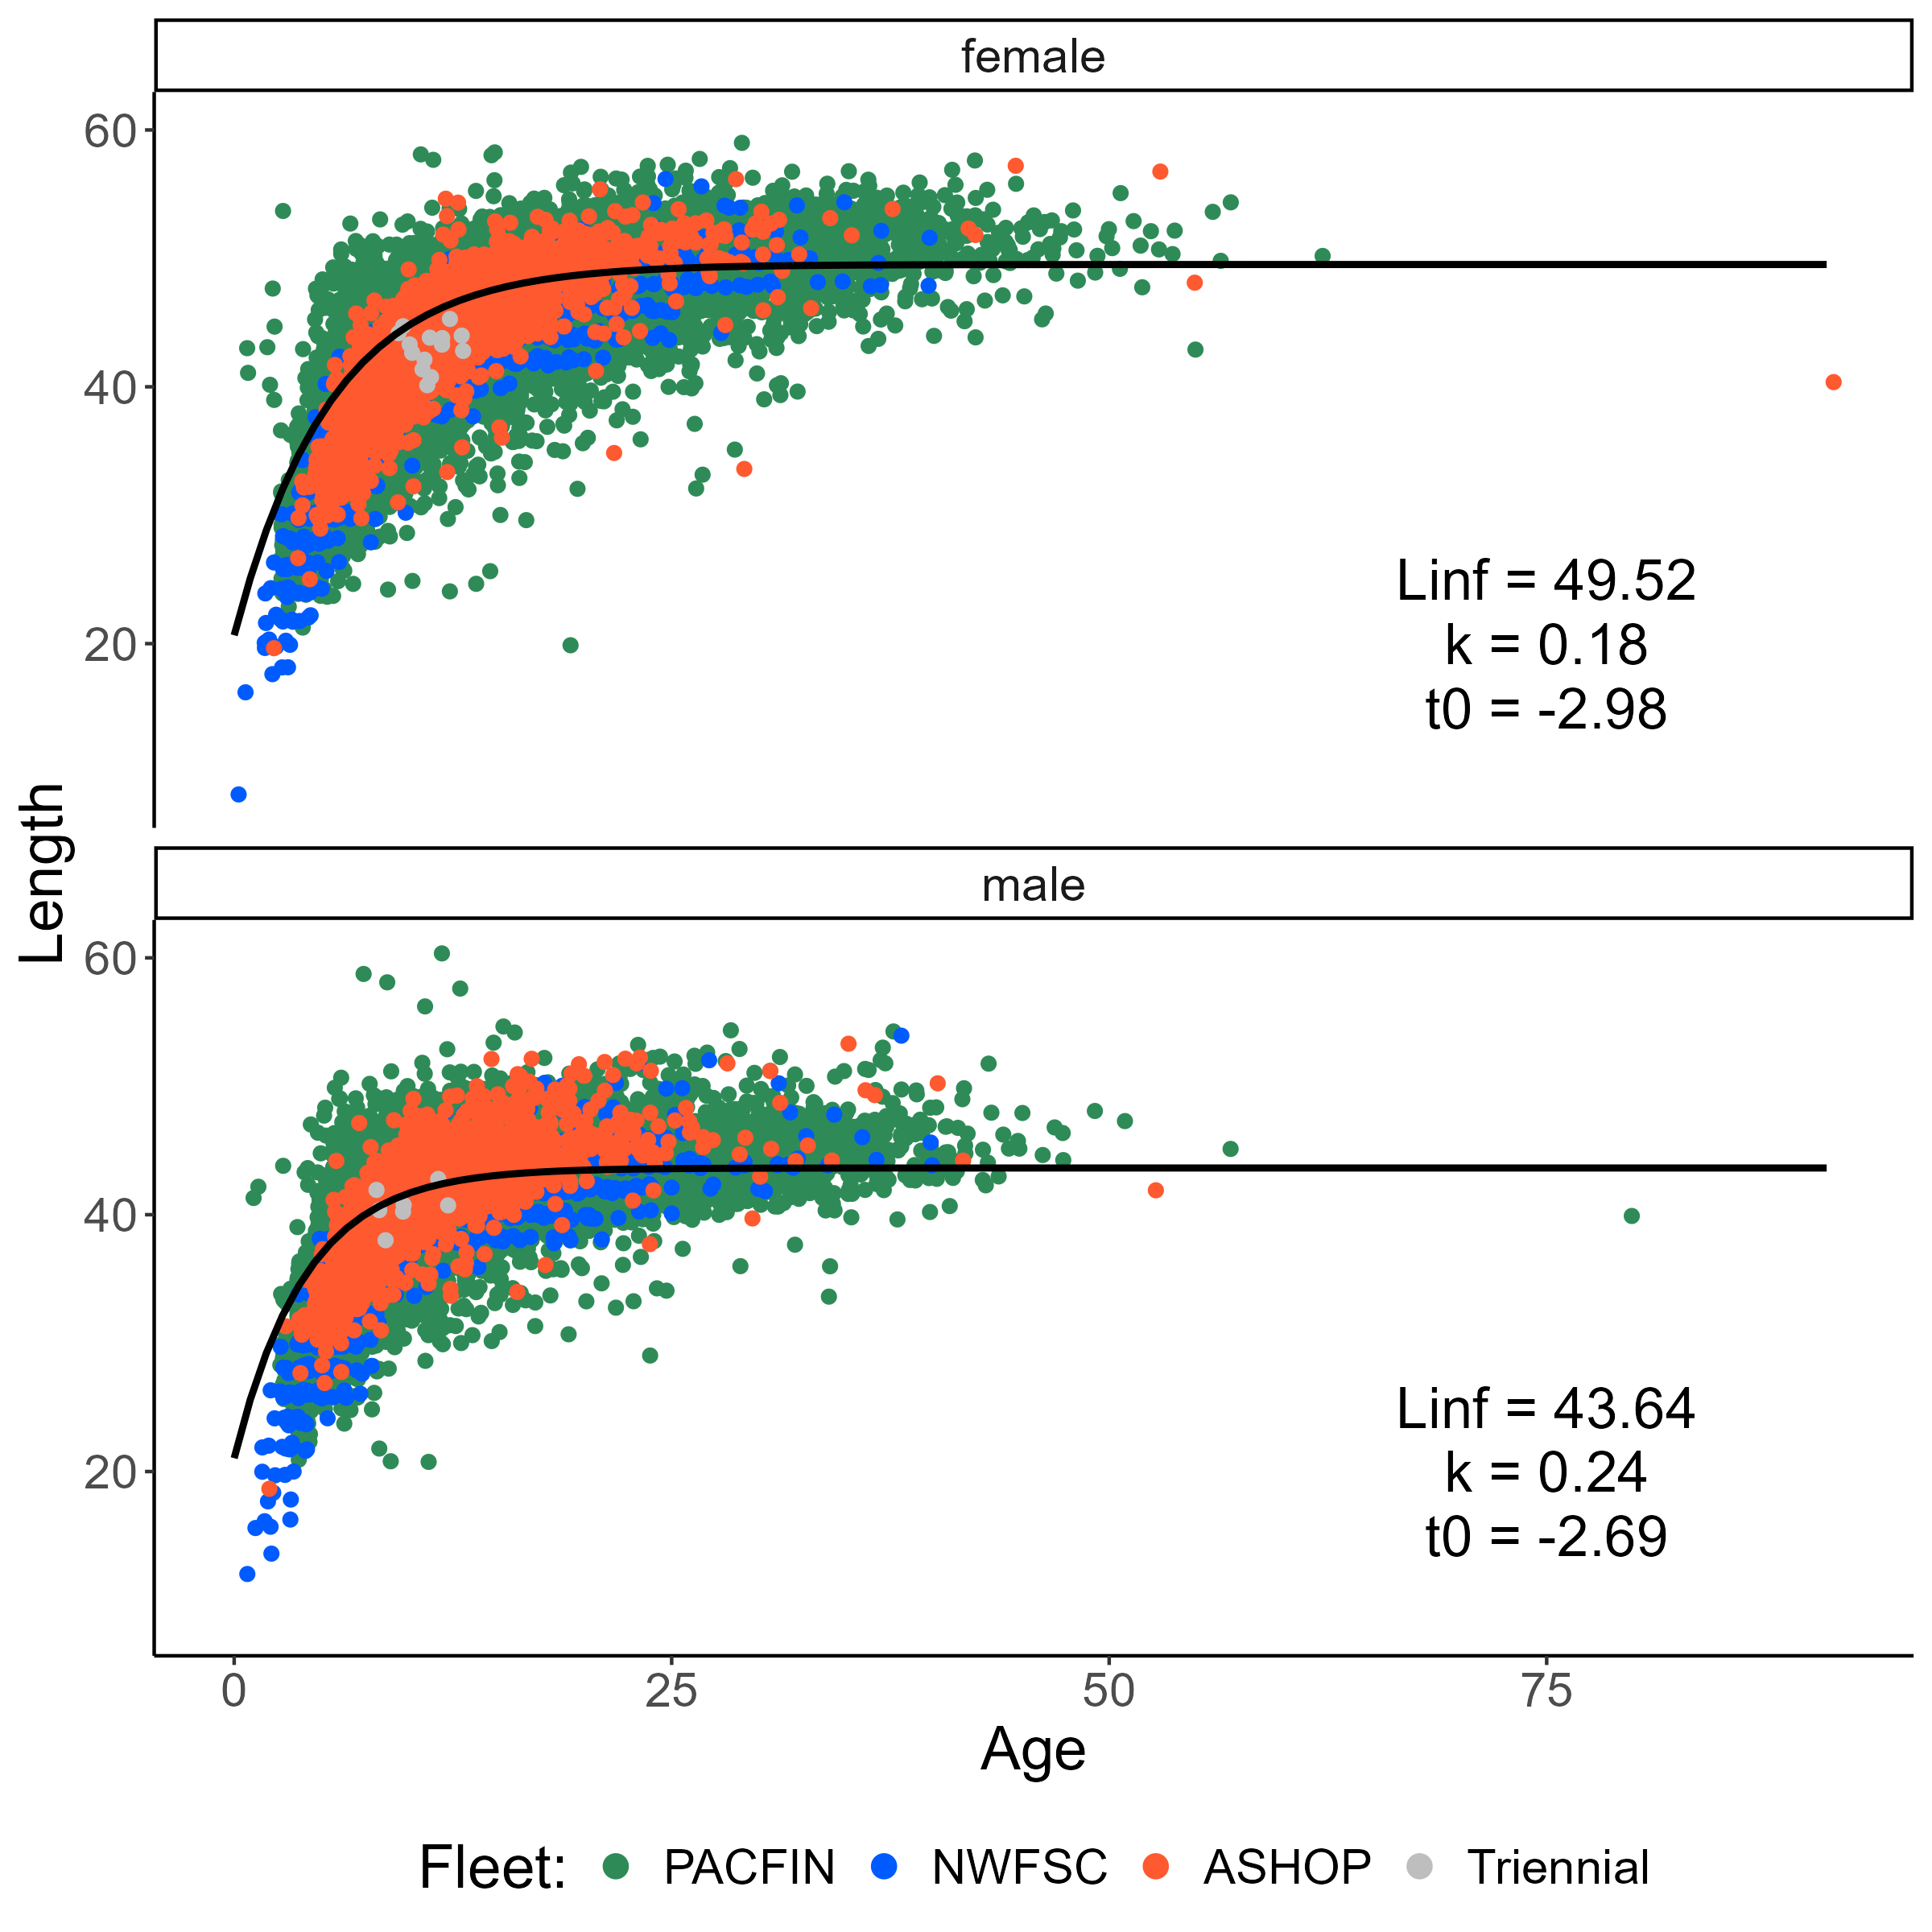 female
60
40
20
Linf = 49.52
k = 0.18
t0 = -2.98
Length
male
60
40
20
Linf = 43.64
k = 0.24
t0 = -2.69
0 25 50 75
Age
Fleet: PACFIN NWFSC ASHOP Triennial